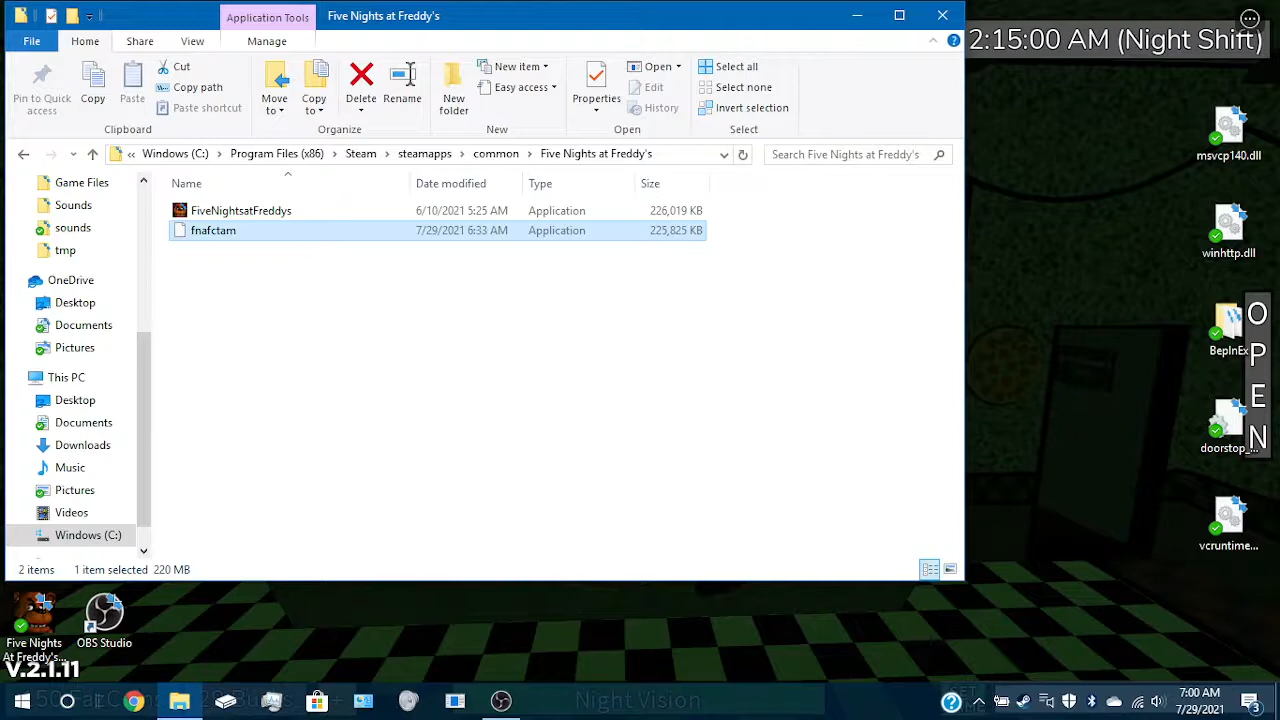 Application Tools
Five Nights at Freddy's
2:15:00 AM (Night Shift)
File
Home
Share
View
Manage
Pin to Quick access
Copy
Paste
Cut
Copy path
Paste shortcut
Move to
Copy to
Delete
Rename
New folder
New item
Easy access
Properties
Open
Edit
History
Select all
Select none
Invert selection
Clipboard
Organize
New
Open
Select
« Windows (C:) > Program Files (x86) > Steam > steamapps > common > Five Nights at Freddy's
Search Five Nights at Freddy's
Name
Date modified
Type
Size
FiveNightsatFreddys
6/10/2021 5:25 AM
Application
226,019 KB
fnafctam
7/29/2021 6:33 AM
Application
225,825 KB
Game Files
Sounds
sounds
tmp
OneDrive
Desktop
Documents
Pictures
This PC
Desktop
Documents
Downloads
Music
Pictures
Videos
Windows (C:)
2 items
1 item selected
220 MB
msvcp140.dll
winhttp.dll
BepInEx
doorstop_...
vcruntime...
OPEN
Five Nights At Freddy's...
OBS Studio
V.2.1.11
Night Vision
7:00 AM
7/29/2021
3